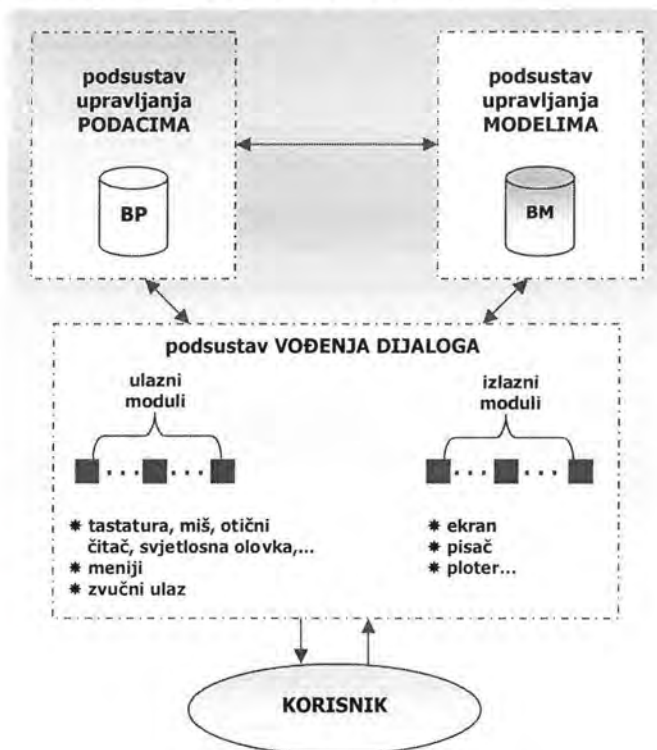 podsustav
upravljanja
PODACIMA
BP
podsustav
upravljanja
MODELIMA
BM
podsustav VOĐENJA DIJALOGA
ulazni
moduli
✷ tastatura, miš, otični
čitač, svjetlosna olovka,...
✷ meniji
✷ zvučni ulaz
izlazni
moduli
✷ ekran
✷ pisač
✷ ploter...
KORISNIK